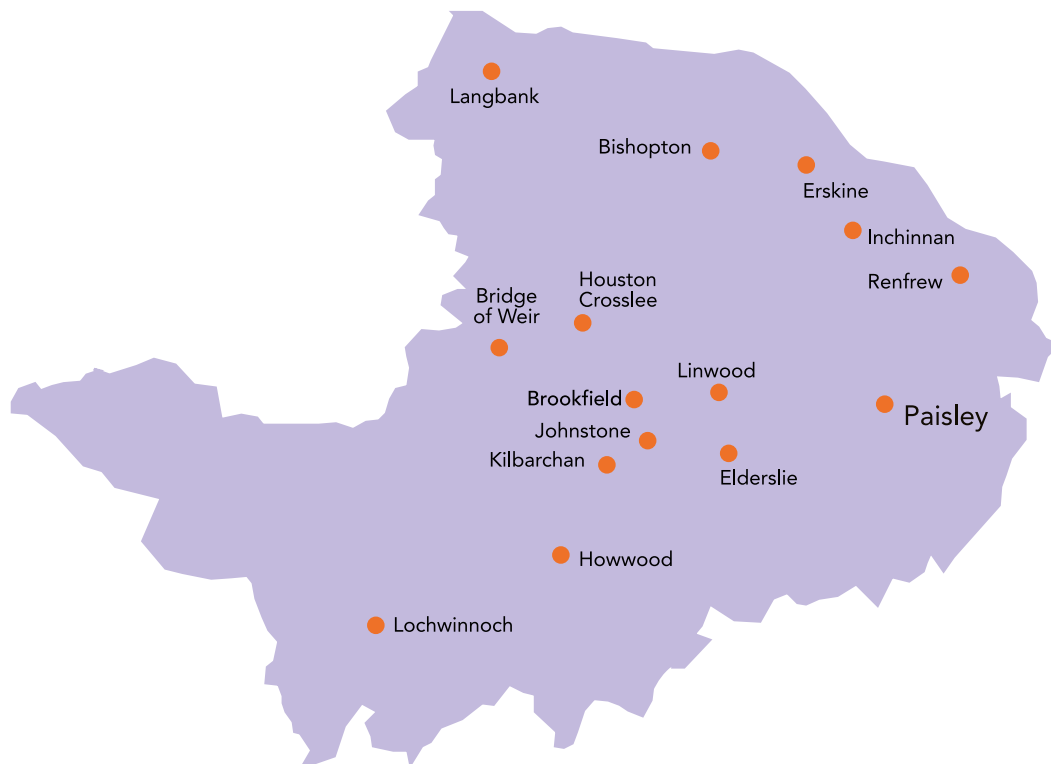 Langbank
Bishopton
Erskine
Inchinnan
Renfrew
Houston
Crosslee
Bridge
of Weir
Linwood
Brookfield
Paisley
Johnstone
Kilbarchan
Elderslie
Howwood
Lochwinnoch